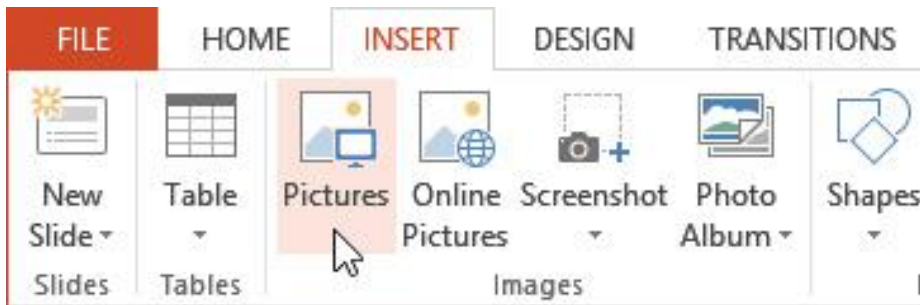 FILE HOME INSERT DESIGN TRANSITIONS
New Table Pictures Online Screenshot Photo Shapes
Slide Pictures Album
Slides Tables Images